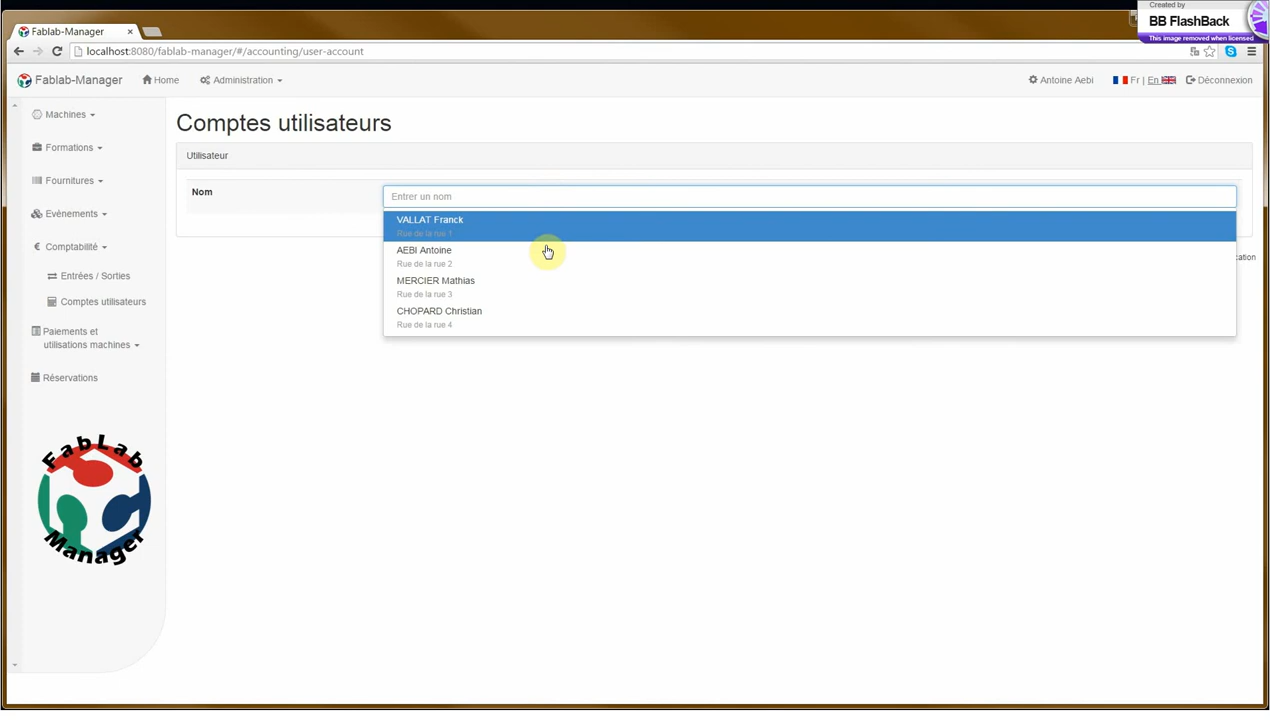 Created by
BB FlashBack
This image removed when licensed
Fablab-Manager
localhost:8080/fablab-manager/#/accounting/user-account
Fablab-Manager
Home
Administration
Antoine Aebi
Fr | En
Déconnexion
Machines
Formations
Fournitures
Evènements
€ Comptabilité
Entrées / Sorties
Comptes utilisateurs
Paiements et
utilisations machines
Réservations
FabLab
Manager
Comptes utilisateurs
Utilisateur
Nom
Entrer un nom
VALLAT Franck
Rue de la rue 1
AEBI Antoine
Rue de la rue 2
MERCIER Mathias
Rue de la rue 3
CHOPARD Christian
Rue de la rue 4